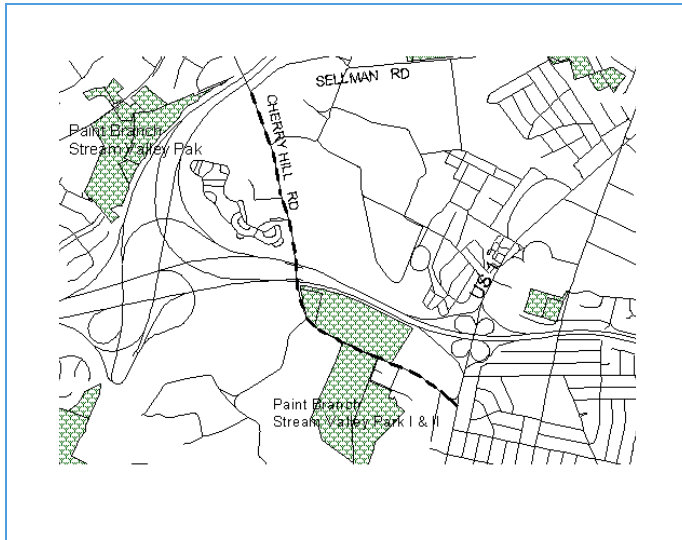 SELLMAN RD
CHERRY HILL RD
Paint Branch
Stream Valley Pak
US 1
Paint Branch
Stream Valley Park I & II